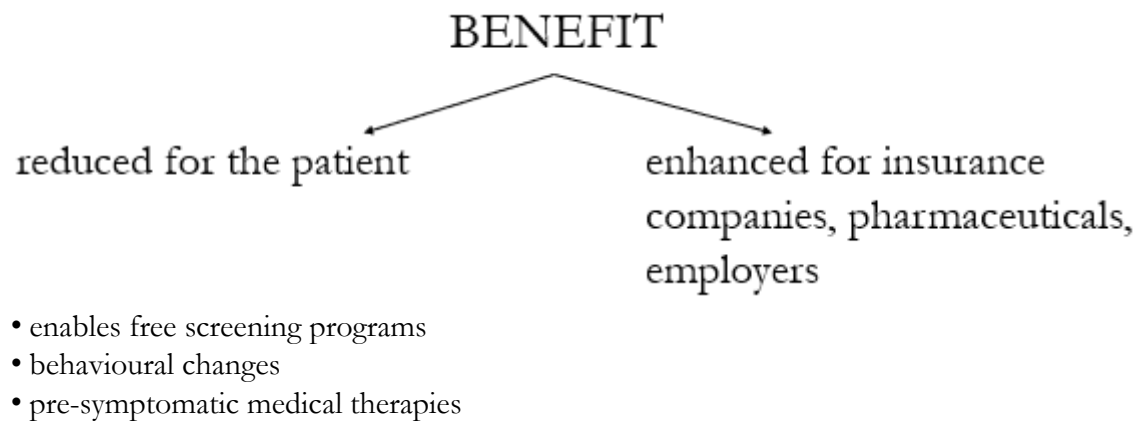 BENEFIT
reduced for the patient
enhanced for insurance
companies, pharmaceuticals,
employers
• enables free screening programs
• behavioural changes
• pre-symptomatic medical therapies